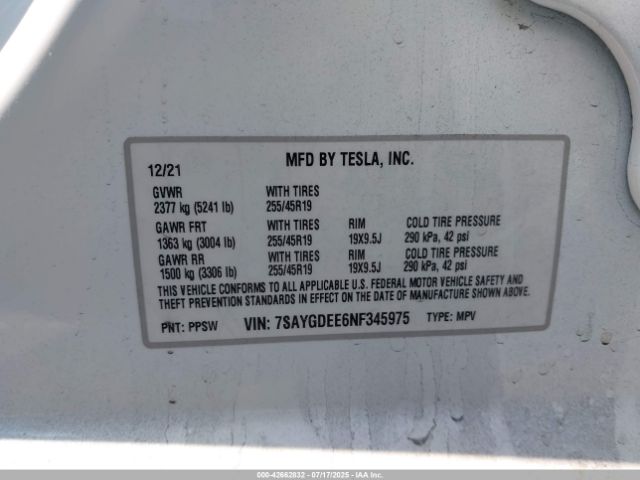 12/21 MFD BY TESLA, INC.
GVWR WITH TIRES
2377 kg (5241 lb) 255/45R19
GAWR FRT WITH TIRES RIM COLD TIRE PRESSURE
1363 kg (3004 lb) 255/45R19 19X9.5J 290 kPa, 42 psi
GAWR RR WITH TIRES RIM COLD TIRE PRESSURE
1500 kg (3306 lb) 255/45R19 19X9.5J 290 kPa, 42 psi
THIS VEHICLE CONFORMS TO ALL APPLICABLE U.S. FEDERAL MOTOR VEHICLE SAFETY AND
THEFT PREVENTION STANDARDS IN EFFECT ON THE DATE OF MANUFACTURE SHOWN ABOVE.
PNT: PPSW VIN: 7SAYGDEE6NF345975 TYPE: MPV
000-42662832 - 07/17/2025 - IAA Inc.